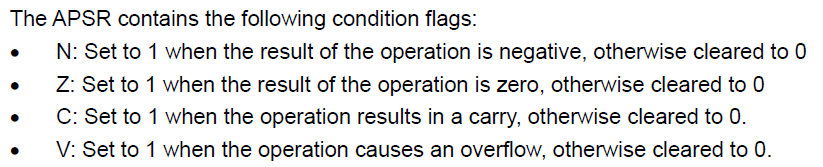 The APSR contains the following condition flags:
• N: Set to 1 when the result of the operation is negative, otherwise cleared to 0
• Z: Set to 1 when the result of the operation is zero, otherwise cleared to 0
• C: Set to 1 when the operation results in a carry, otherwise cleared to 0.
• V: Set to 1 when the operation causes an overflow, otherwise cleared to 0.